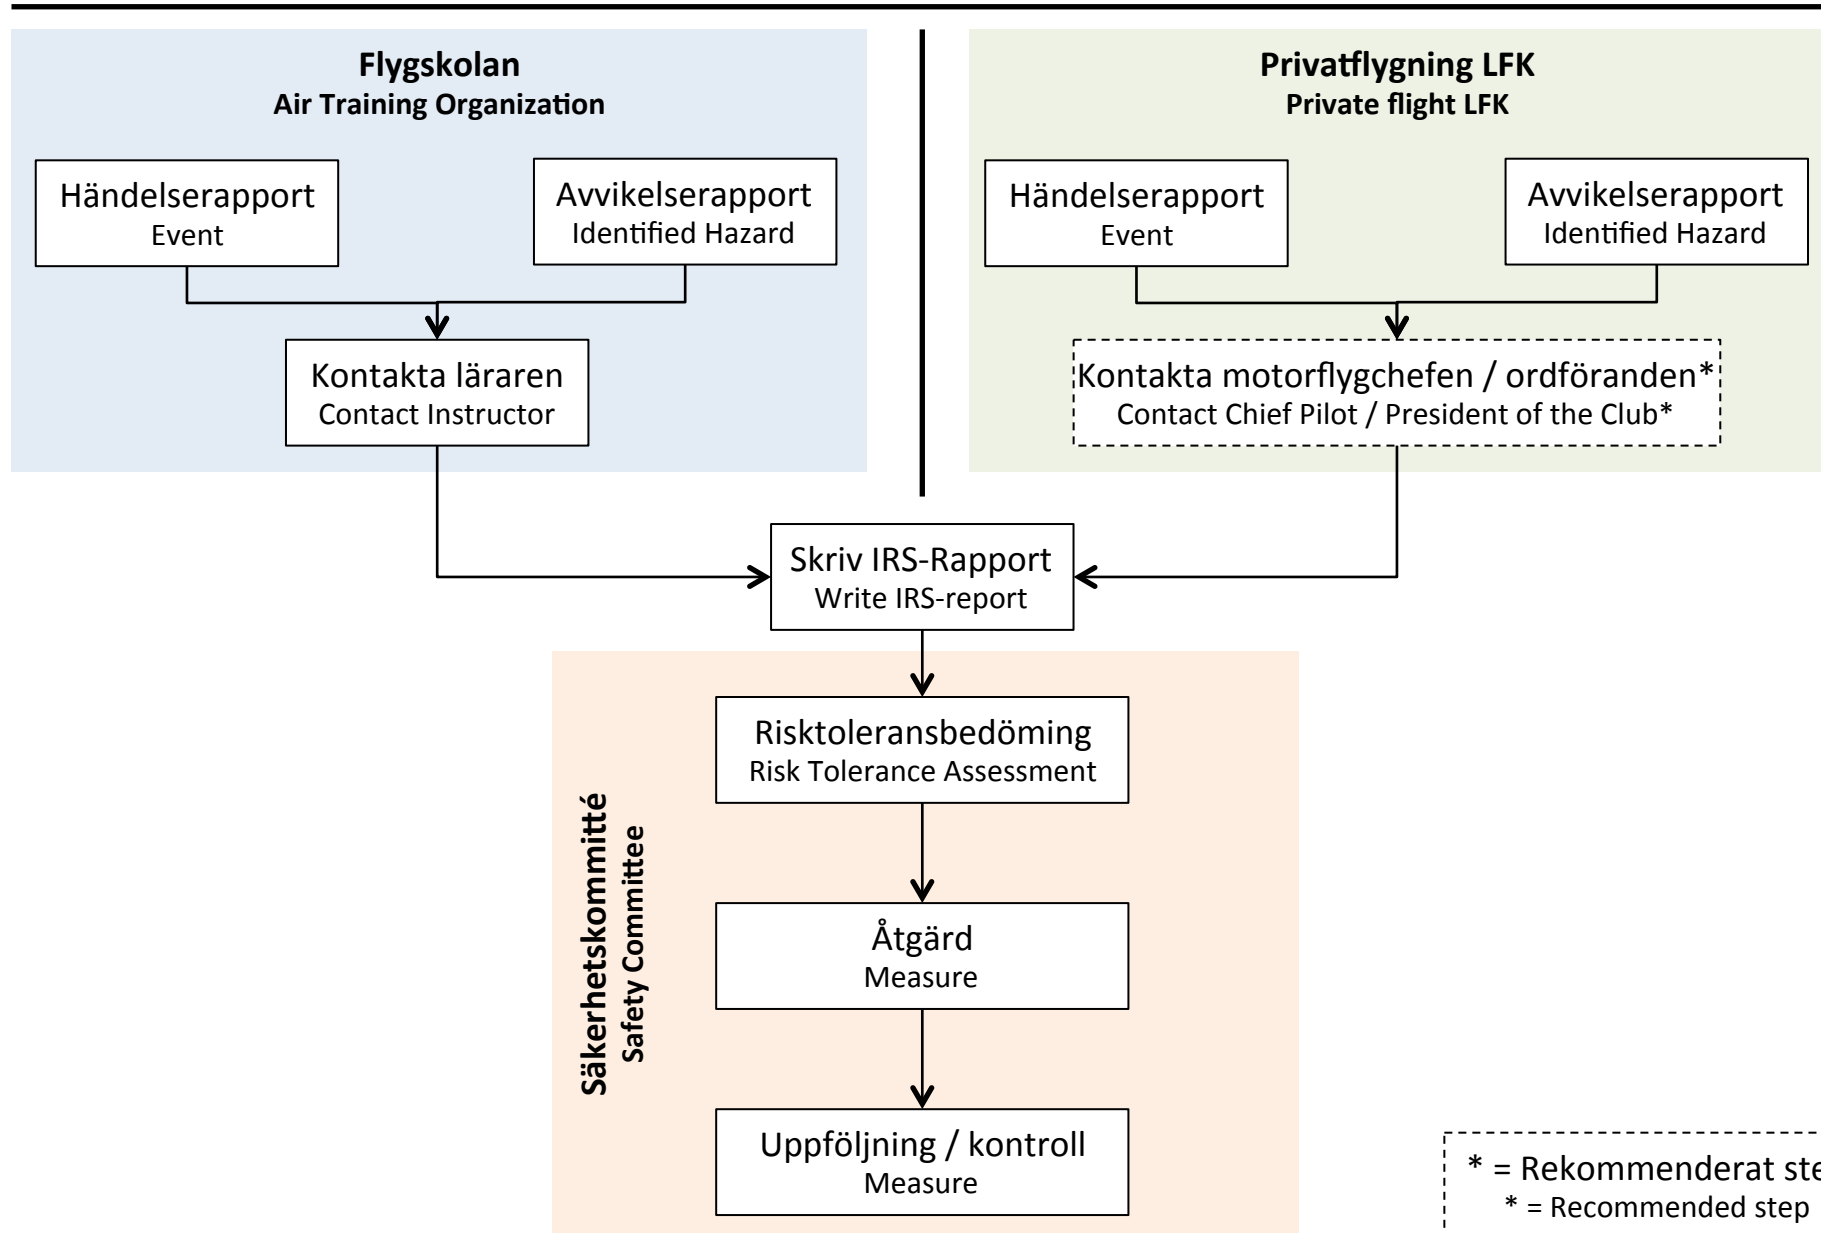 Flygskolan
Air Training Organization
Händelserapport
Event
Avvikelserapport
Identified Hazard
Kontakta läraren
Contact Instructor
Privatflygning LFK
Private flight LFK
Händelserapport
Event
Avvikelserapport
Identified Hazard
Kontakta motorflygchefen / ordföranden*
Contact Chief Pilot / President of the Club*
Skriv IRS-Rapport
Write IRS-report
Säkerhetskommitté
Safety Committee
Risktoleransbedöming
Risk Tolerance Assessment
Åtgärd
Measure
Uppföljning / kontroll
Measure
* = Rekommenderat ste
* = Recommended step